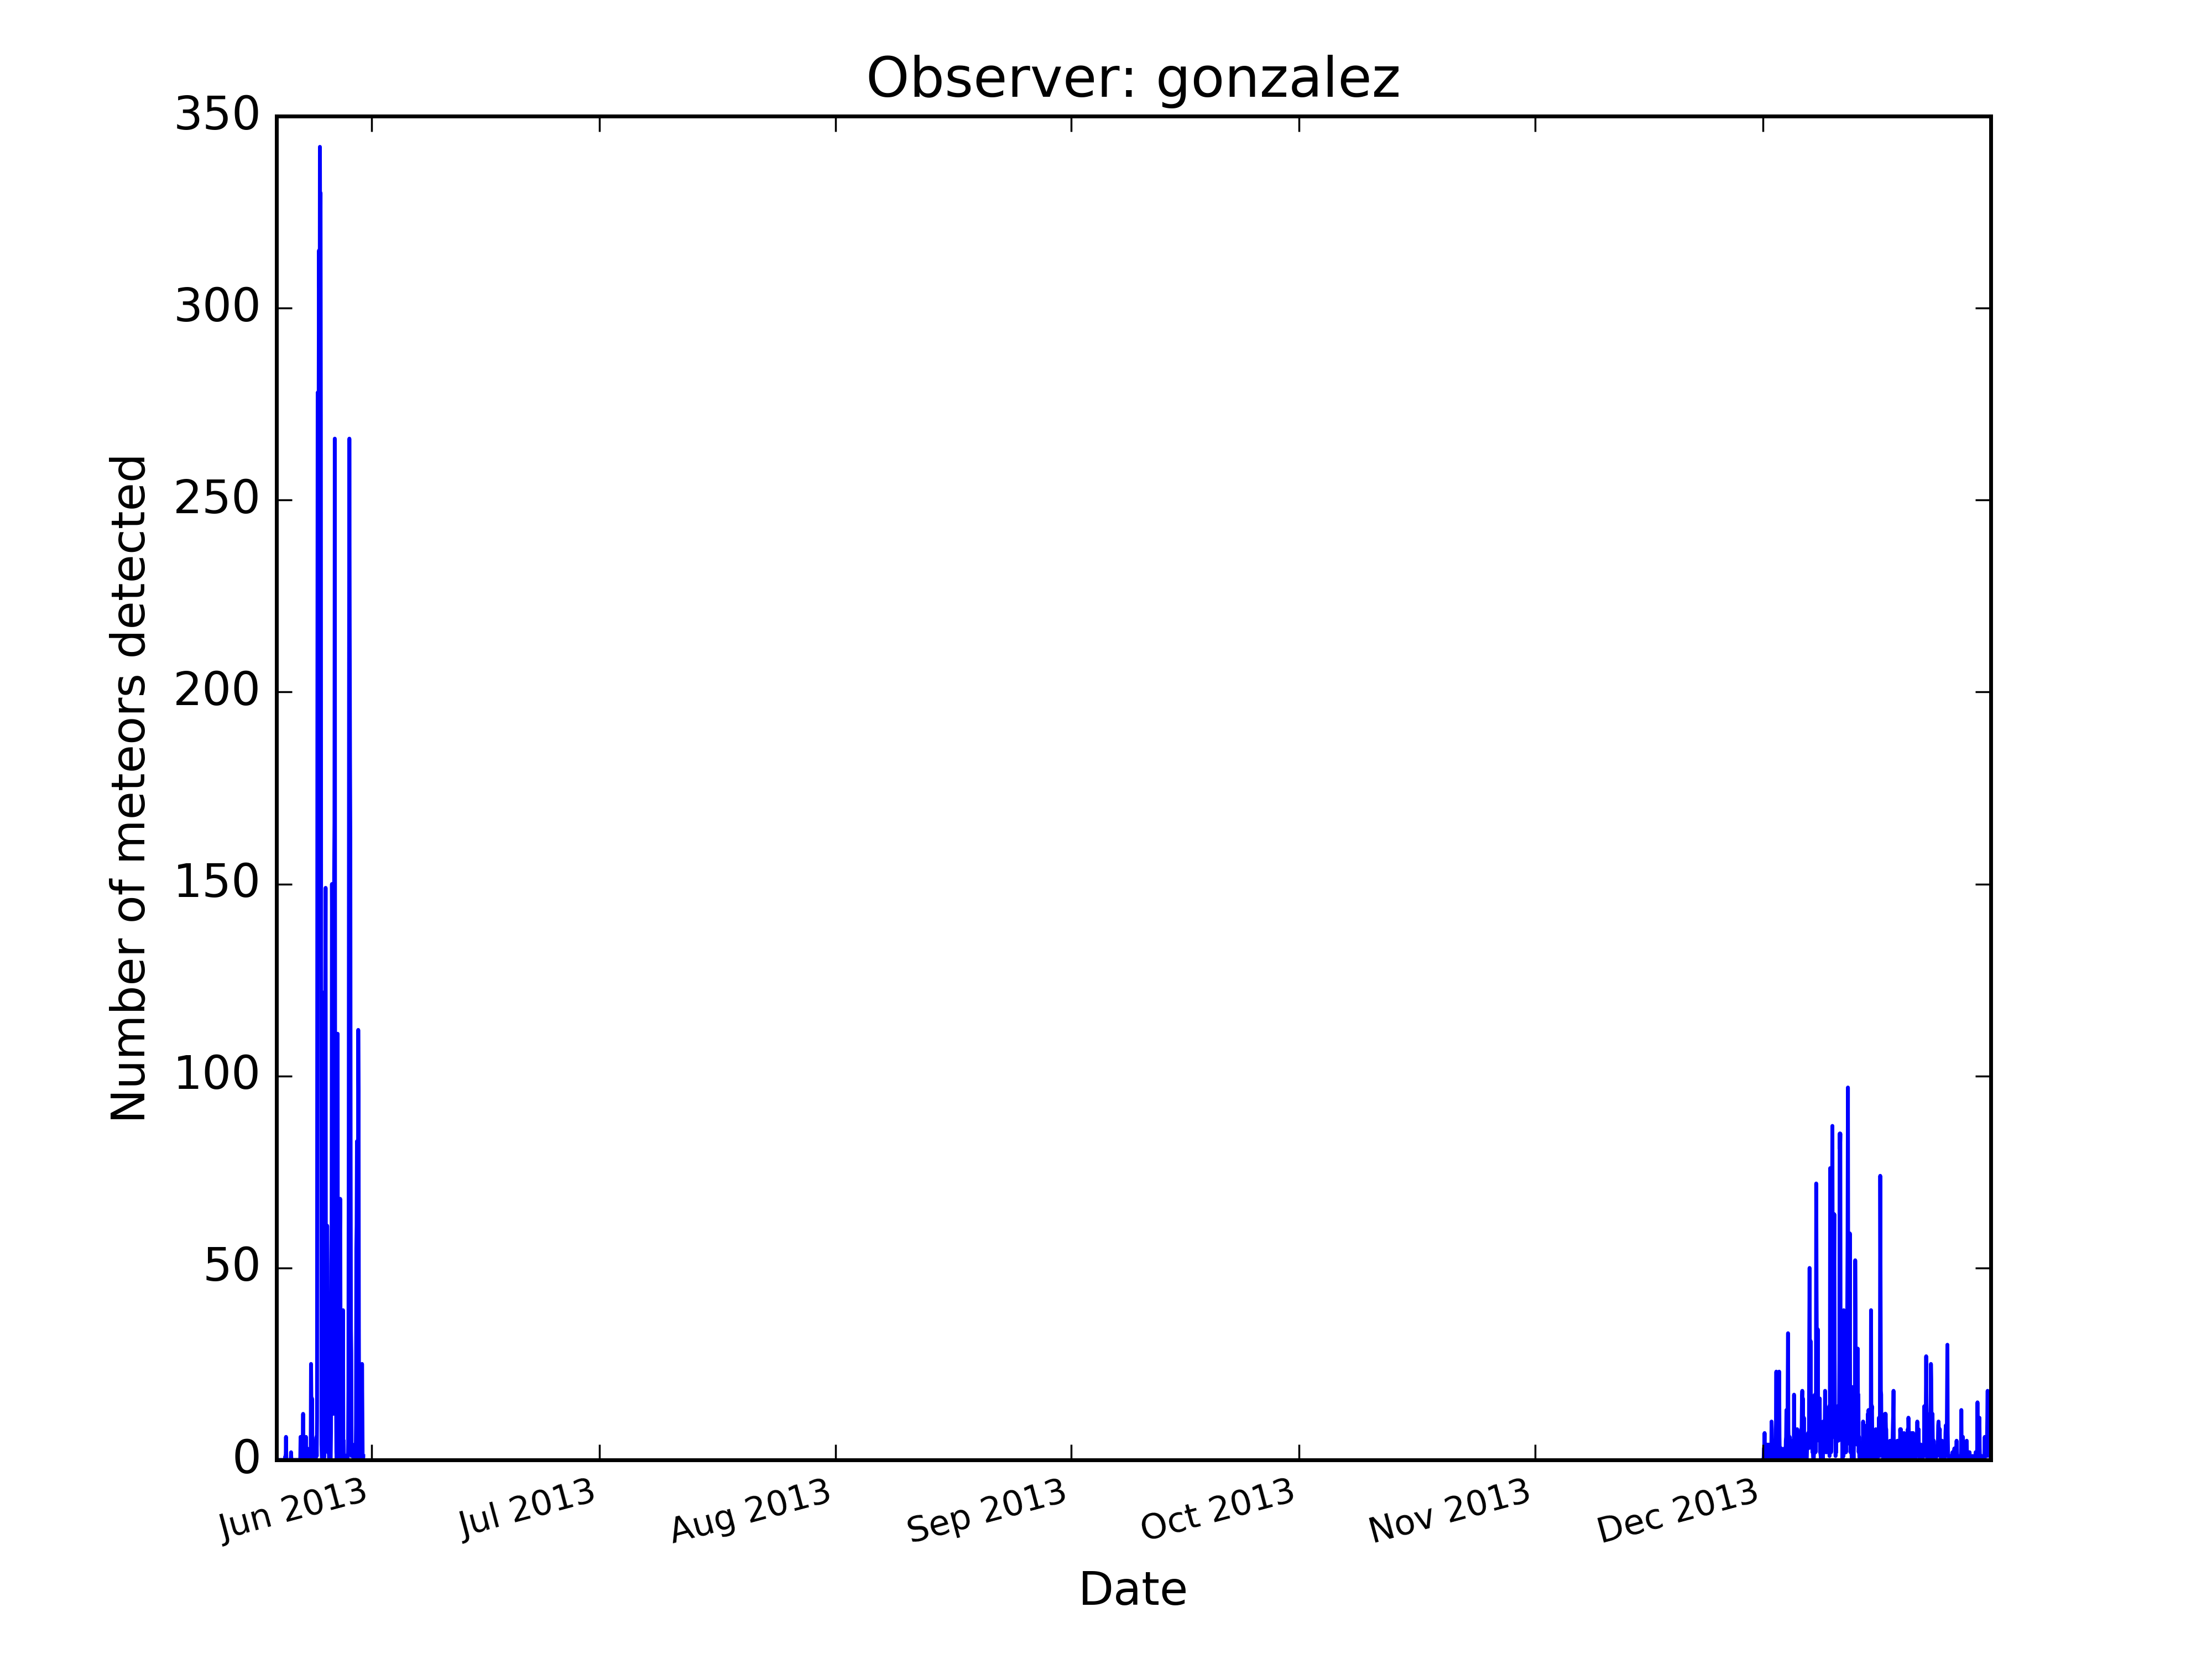 Observer: gonzalez
350
300
250
200
150
100
50
0
Number of meteors detected
Jun 2013
Jul 2013
Aug 2013
Sep 2013
Oct 2013
Nov 2013
Dec 2013
Date